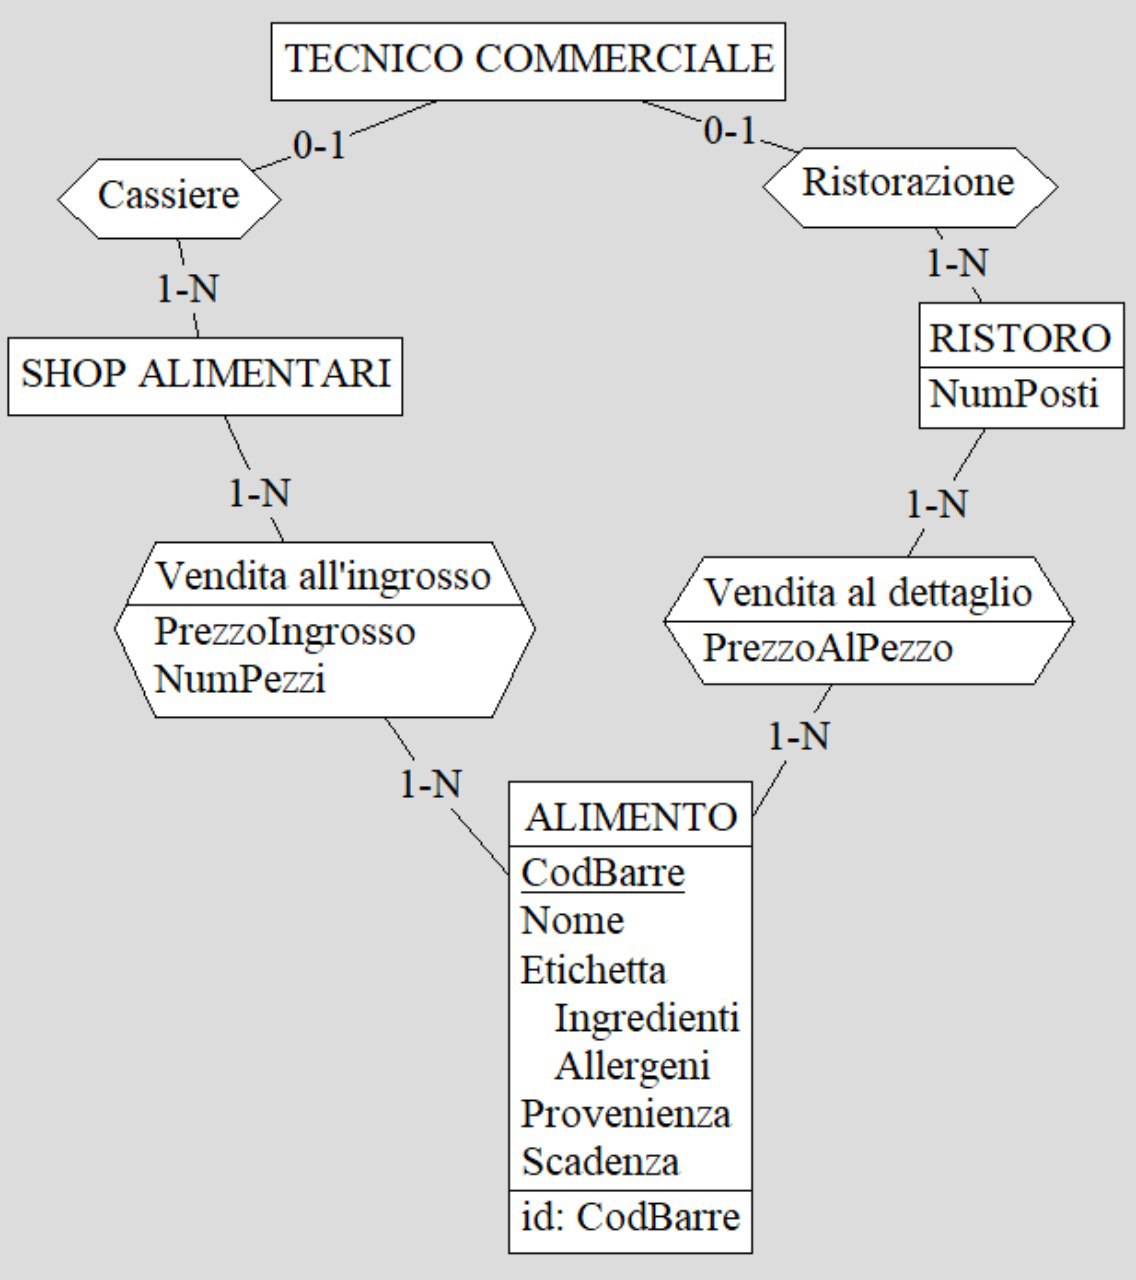 TECNICO COMMERCIALE
0-1
0-1
Cassiere
Ristorazione
1-N
1-N
SHOP ALIMENTARI
RISTORO
NumPosti
1-N
1-N
Vendita all'ingrosso
PrezzoIngrosso
NumPezzi
Vendita al dettaglio
PrezzoAlPezzo
1-N
1-N
ALIMENTO
CodBarre
Nome
Etichetta
Ingredienti
Allergeni
Provenienza
Scadenza
id: CodBarre